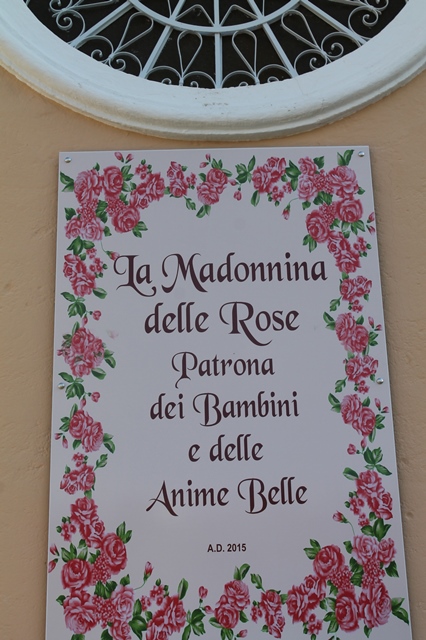 La Madonnina
delle Rose
Patrona
dei Bambini
e delle
Anime Belle
A.D. 2015